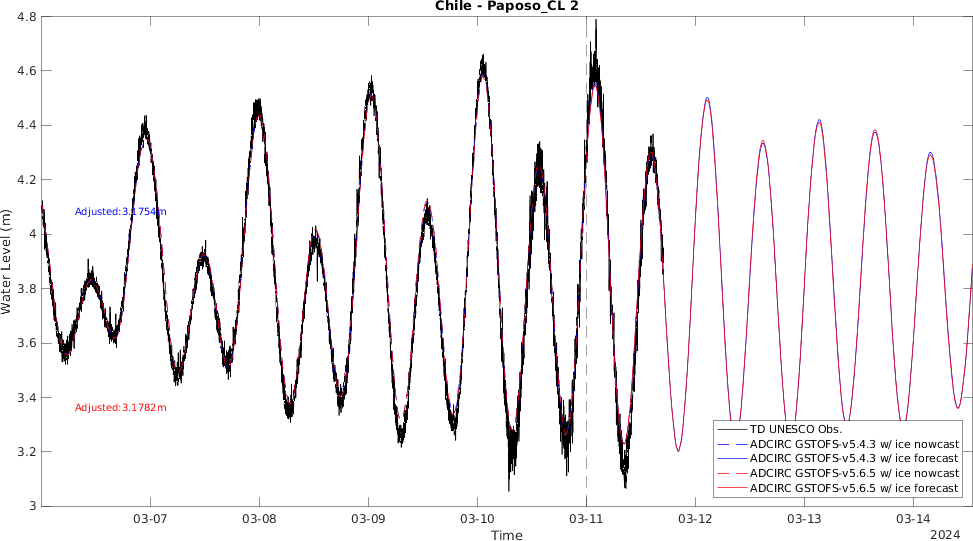 Chile - Paposo_CL 2
4.8
4.6
4.4
4.2
4
3.8
3.6
3.4
3.2
3
Water Level (m)
Adjusted:3.1754m
Adjusted:3.1782m
TD UNESCO Obs.
ADCIRC GSTOFS-v5.4.3 w/ ice nowcast
ADCIRC GSTOFS-v5.4.3 w/ ice forecast
ADCIRC GSTOFS-v5.6.5 w/ ice nowcast
ADCIRC GSTOFS-v5.6.5 w/ ice forecast
03-07 03-08 03-09 03-10 03-11 03-12 03-13 03-14
Time
2024